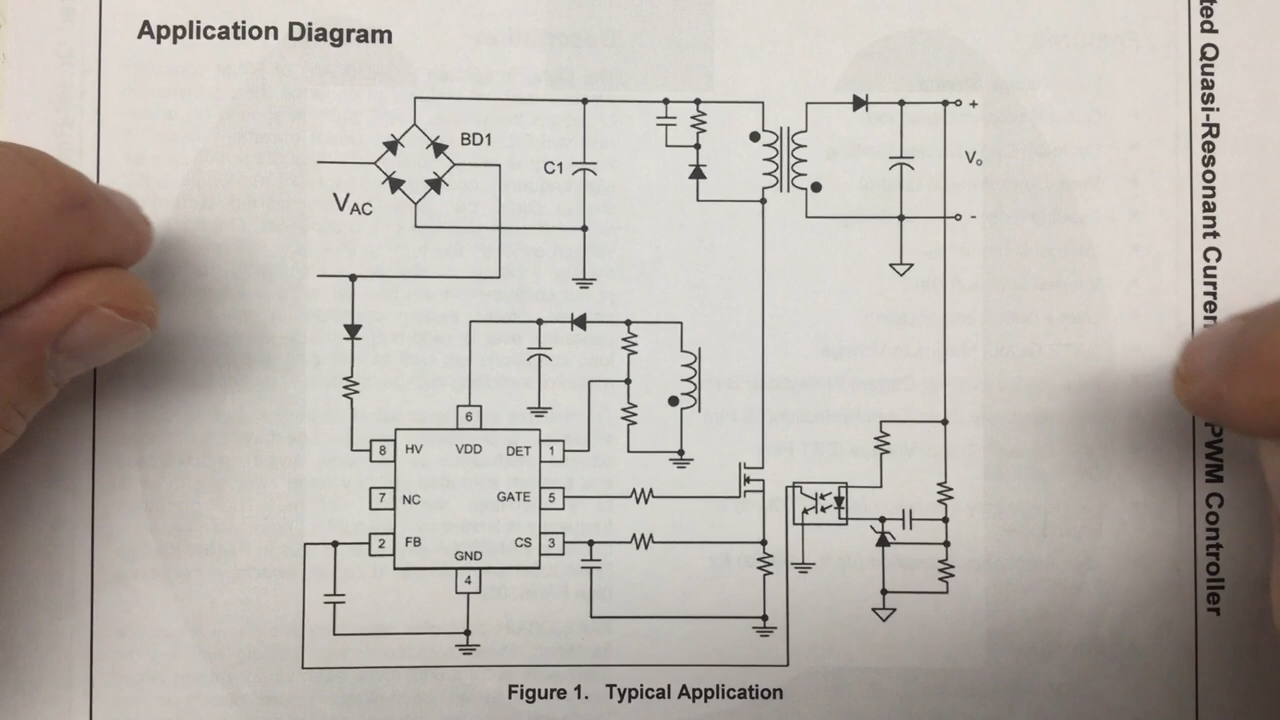 Application Diagram
BD1
C1
VAC
+
Vo
-
6
8 HV VDD DET 1
7 NC GATE 5
2 FB CS 3
GND
4
Figure 1. Typical Application
ted Quasi-Resonant Curren
PWM Controller